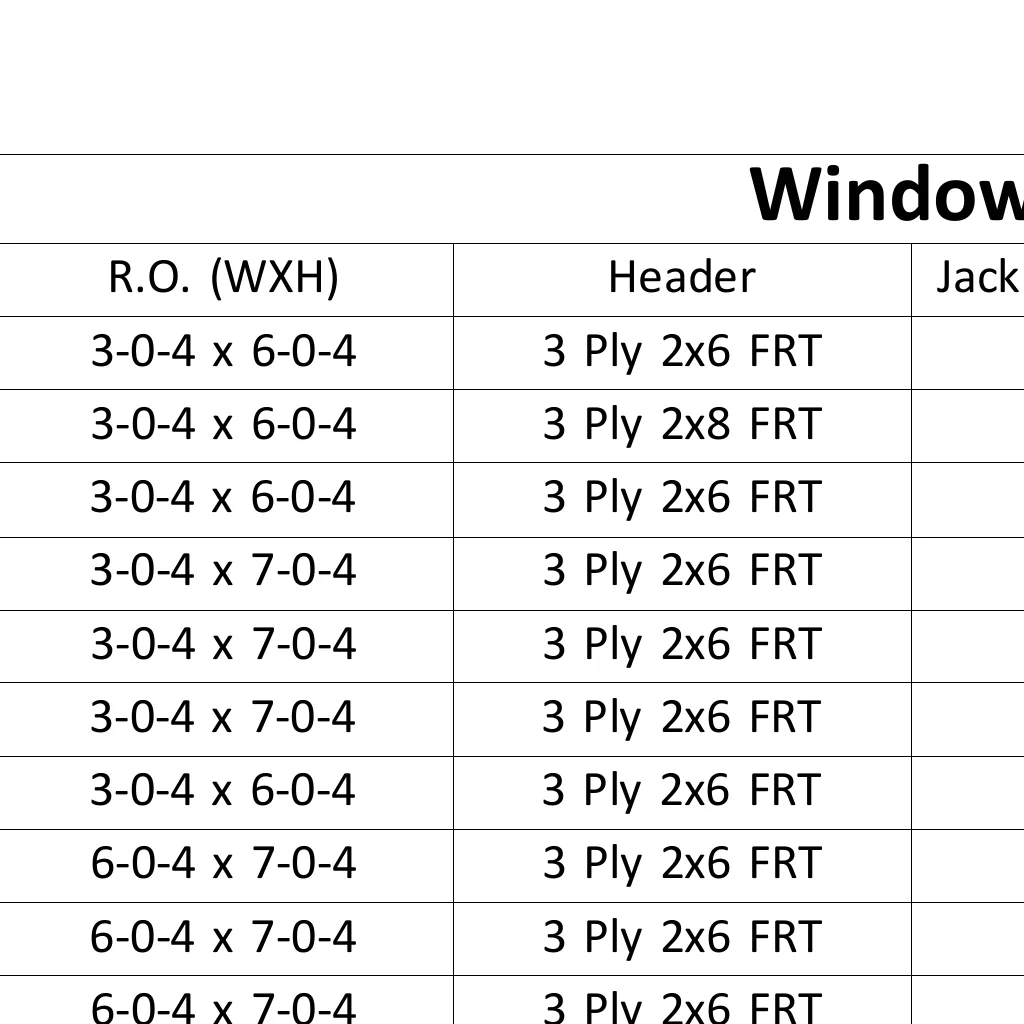 Window
R.O. (WXH) Header Jack
3-0-4 x 6-0-4 3 Ply 2x6 FRT
3-0-4 x 6-0-4 3 Ply 2x8 FRT
3-0-4 x 6-0-4 3 Ply 2x6 FRT
3-0-4 x 7-0-4 3 Ply 2x6 FRT
3-0-4 x 7-0-4 3 Ply 2x6 FRT
3-0-4 x 7-0-4 3 Ply 2x6 FRT
3-0-4 x 6-0-4 3 Ply 2x6 FRT
6-0-4 x 7-0-4 3 Ply 2x6 FRT
6-0-4 x 7-0-4 3 Ply 2x6 FRT
6-0-4 x 7-0-4 3 Ply 2x6 FRT